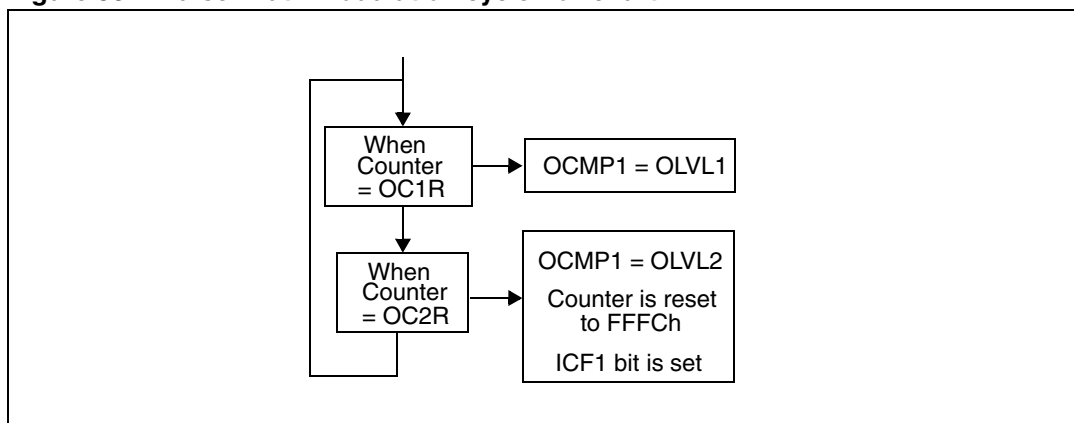 When
Counter
= OC1R
OCMP1 = OLVL1
When
Counter
= OC2R
OCMP1 = OLVL2
Counter is reset
to FFFCh
ICF1 bit is set